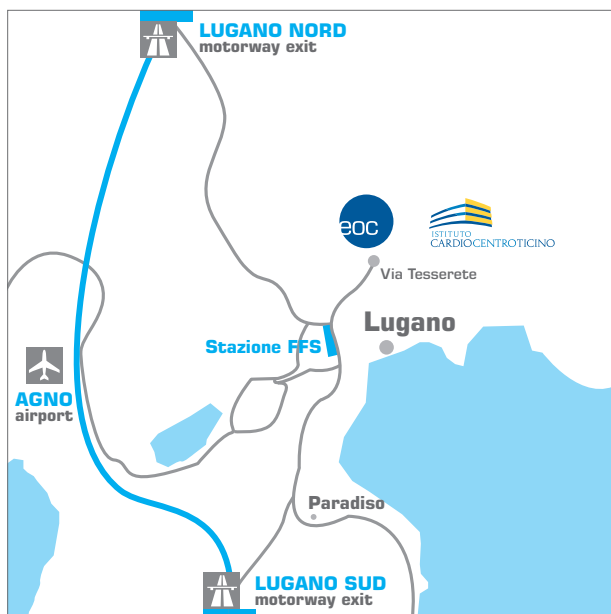 LUGANO NORD
motorway exit
eoc
ISTITUTO
CARDIOCENTROTICINO
Via Tesserete
Lugano
Stazione FFS
AGNO
airport
Paradiso
LUGANO SUD
motorway exit